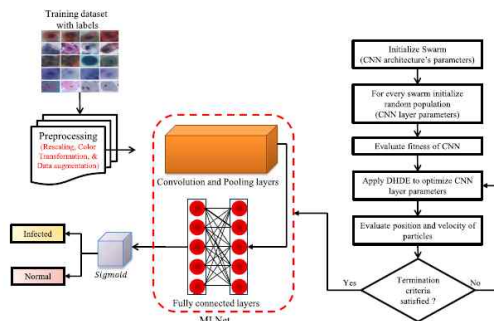 Training dataset
with labels
Preprocessing
(Rescaling, Color
Transformation, &
Data augmentation)
Convolution and Pooling layers
Fully connected layers
MLNet
Sigmoid
Infected
Normal
Initialize Swarm
(CNN architecture's parameters)
For every swarm initialize
random population
(CNN layer parameters)
Evaluate fitness of CNN
Apply DHDE to optimize CNN
layer parameters
Evaluate position and velocity of
particles
Termination
criteria
satisfied ?
Yes
No